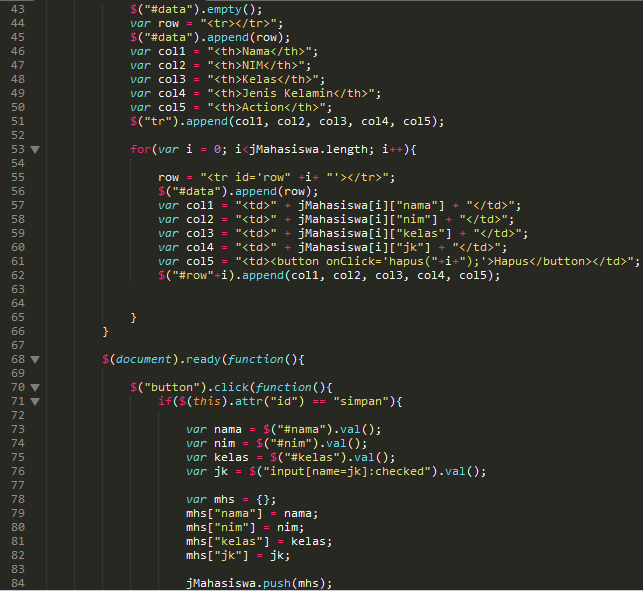 43 $("#data").empty();
44 var row = "<tr></tr>";
45 $("#data").append(row);
46 var col1 = "<th>Nama</th>";
47 var col2 = "<th>NIM</th>";
48 var col3 = "<th>Kelas</th>";
49 var col4 = "<th>Jenis Kelamin</th>";
50 var col5 = "<th>Action</th>";
51 $("tr").append(col1, col2, col3, col4, col5);
52
53 for(var i = 0; i<jMahasiswa.length; i++){
54
55 row = "<tr id='row" +i+ "'></tr>";
56 $("#data").append(row);
57 var col1 = "<td>" + jMahasiswa[i]["nama"] + "</td>";
58 var col2 = "<td>" + jMahasiswa[i]["nim"] + "</td>";
59 var col3 = "<td>" + jMahasiswa[i]["kelas"] + "</td>";
60 var col4 = "<td>" + jMahasiswa[i]["jk"] + "</td>";
61 var col5 = "<td><button onClick='hapus("+i+");'>Hapus</button></td>";
62 $("#row"+i).append(col1, col2, col3, col4, col5);
63
64
65 }
66 }
67
68 $(document).ready(function(){
69
70 $("button").click(function(){
71 if($(this).attr("id") == "simpan"){
72
73 var nama = $("#nama").val();
74 var nim = $("#nim").val();
75 var kelas = $("#kelas").val();
76 var jk = $("input[name=jk]:checked").val();
77
78 var mhs = {};
79 mhs["nama"] = nama;
80 mhs["nim"] = nim;
81 mhs["kelas"] = kelas;
82 mhs["jk"] = jk;
83
84 jMahasiswa.push(mhs);